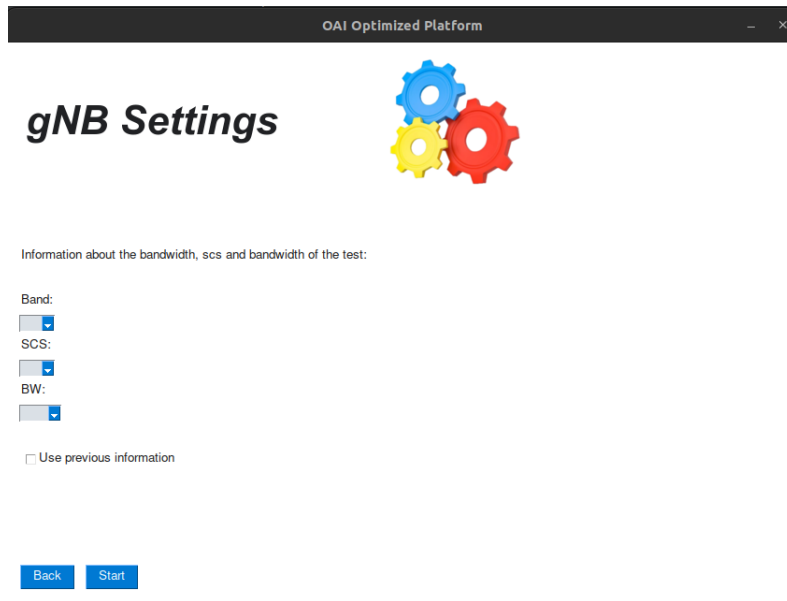 OAI Optimized Platform
gNB Settings
Information about the bandwidth, scs and bandwidth of the test:
Band:
SCS:
BW:
Use previous information
Back Start